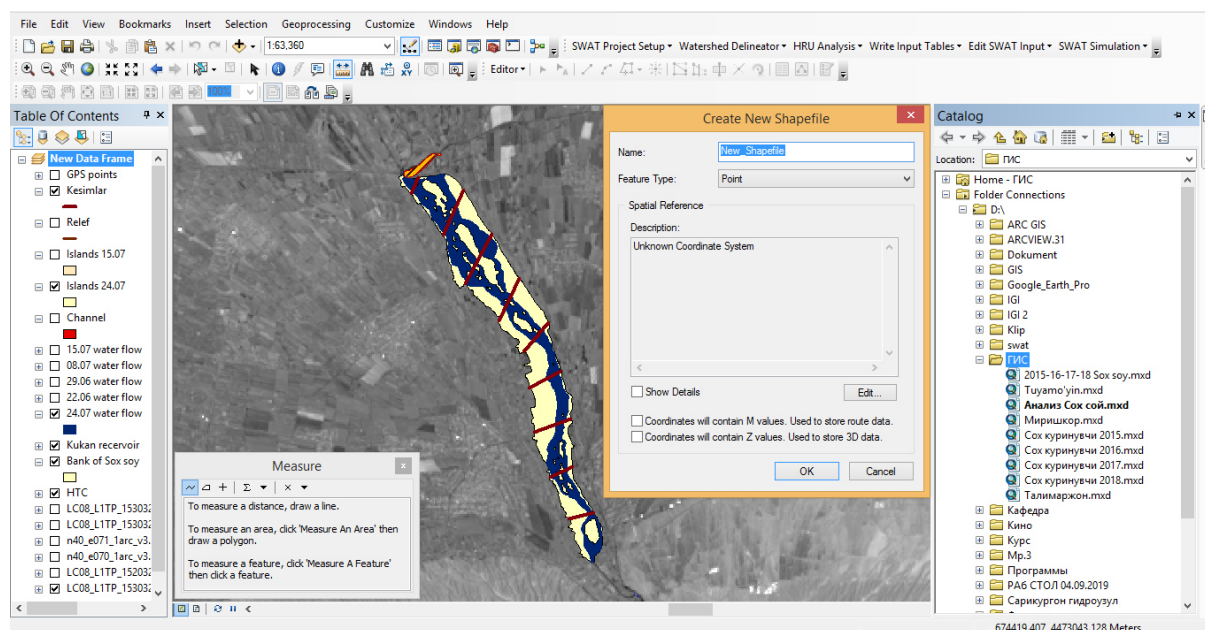 File Edit View Bookmarks Insert Selection Geoprocessing Customize Windows Help
1:63,360
SWAT Project Setup Watershed Delineator HRU Analysis Write Input Tables Edit SWAT Input SWAT Simulation
Editor
100%
Table Of Contents
New Data Frame
GPS points
Kesimlar
Relef
Islands 15.07
Islands 24.07
Channel
15.07 water flow
08.07 water flow
29.06 water flow
22.06 water flow
24.07 water flow
Kukan recervoir
Bank of Sox soy
HTC
LC08_L1TP_153032
LC08_L1TP_153032
n40_e071_1arc_v3.
n40_e070_1arc_v3.
LC08_L1TP_152032
LC08_L1TP_153032
Measure
To measure a distance, draw a line.
To measure an area, click 'Measure An Area' then
draw a polygon.
To measure a feature, click 'Measure A Feature'
then click a feature.
Create New Shapefile
Name:
New_Shapefile
Feature Type:
Point
Spatial Reference
Description:
Unknown Coordinate System
Show Details
Edit...
Coordinates will contain M values. Used to store route data.
Coordinates will contain Z values. Used to store 3D data.
OK
Cancel
Catalog
Location: ГИС
Home - ГИС
Folder Connections
D:\
ARC GIS
ARCVIEW.31
Dokument
GIS
Google_Earth_Pro
IGI
IGI 2
Klip
swat
ГИС
2015-16-17-18 Sox soy.mxd
Tuyamo'yin.mxd
Анализ Сох сой.mxd
Миришкор.mxd
Сох куринувчи 2015.mxd
Сох куринувчи 2016.mxd
Сох куринувчи 2017.mxd
Сох куринувчи 2018.mxd
Талимаржон.mxd
Кафедра
Кино
Курс
Мр.3
Программы
РАб СТОЛ 04.09.2019
Сарикургон гидроузул
674419,407 4473043,128 Meters